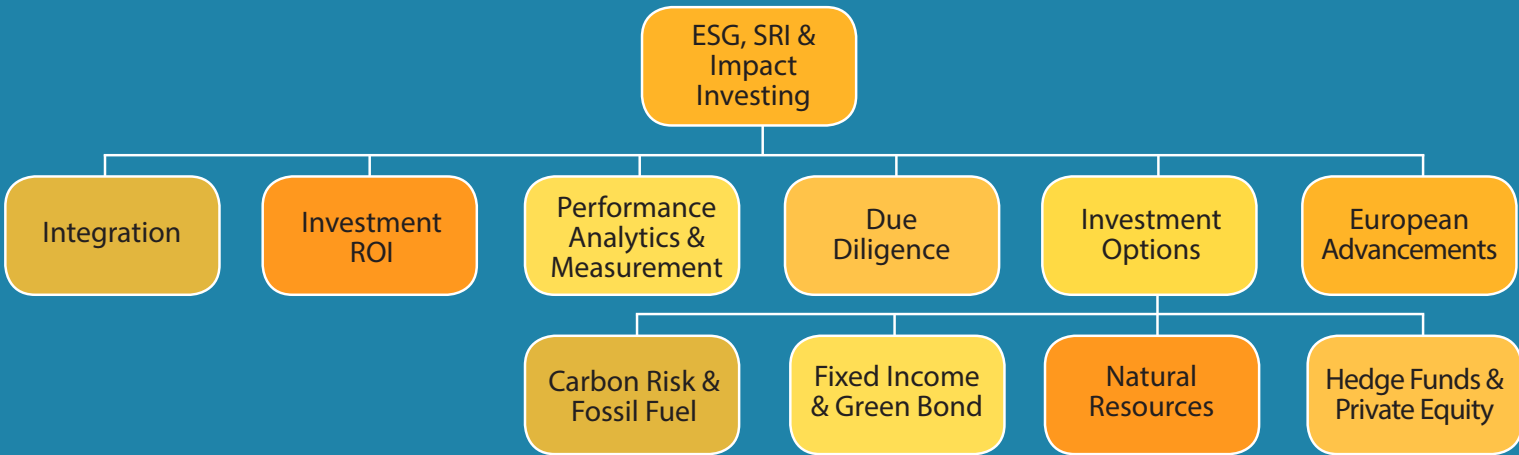 ESG, SRI &
Impact
Investing
Integration
Investment
ROI
Performance
Analytics &
Measurement
Due
Diligence
Investment
Options
European
Advancements
Carbon Risk &
Fossil Fuel
Fixed Income
& Green Bond
Natural
Resources
Hedge Funds &
Private Equity